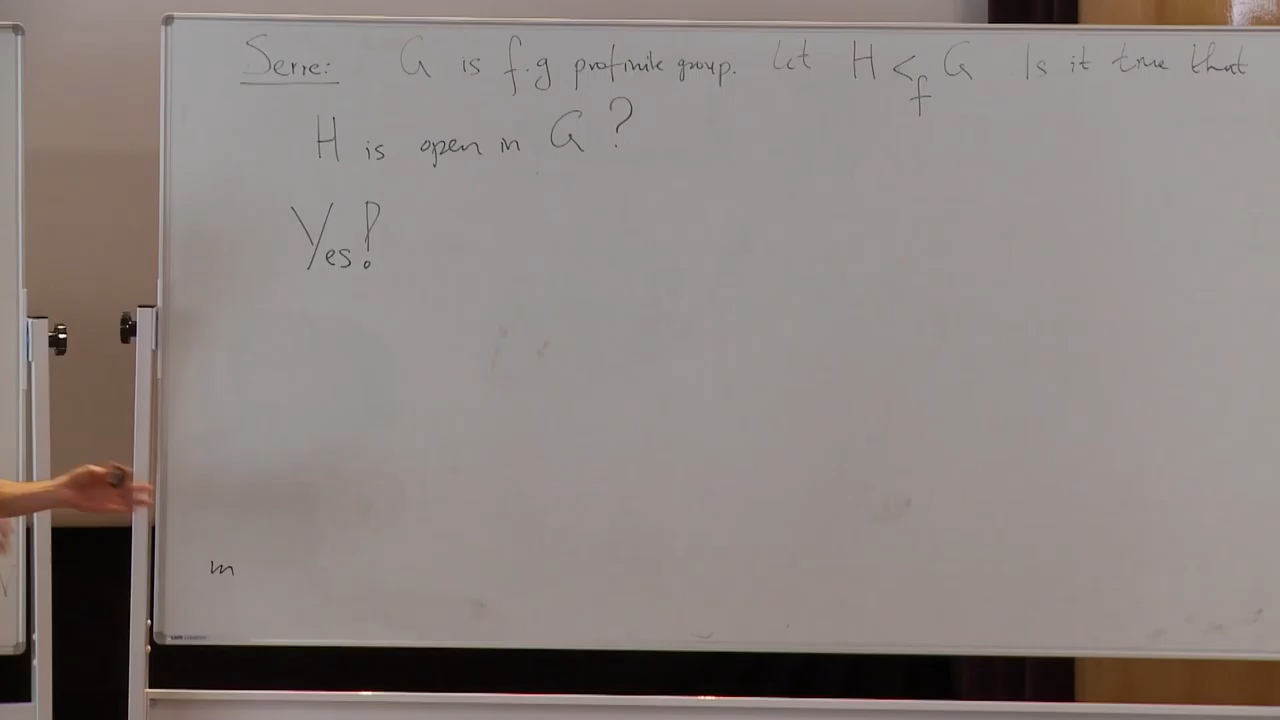 Serre: G is f.g profinite group. Let H <_f G Is it true that
H is open in G?
Yes!
m